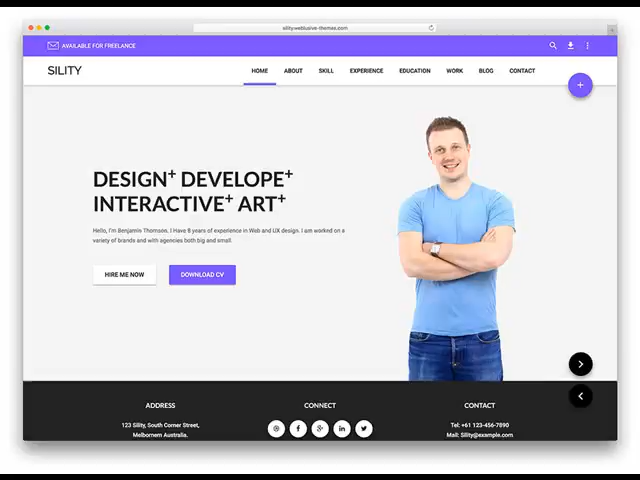 sility.weblusive-themes.com
AVAILABLE FOR FREELANCE
SILITY
HOME ABOUT SKILL EXPERIENCE EDUCATION WORK BLOG CONTACT
+
DESIGN+ DEVELOPE+
INTERACTIVE+ ART+
Hello, I'm Benjamin Thomson. I Have 8 years of experience in Web and UX design. I am worked on a
variety of brands and with agencies both big and small.
HIRE ME NOW DOWNLOAD CV
ADDRESS CONNECT CONTACT
123 Sility, South Corner Street,
Melbornem Australia.
Tel: +61 123-456-7890
Mail: Sility@example.com